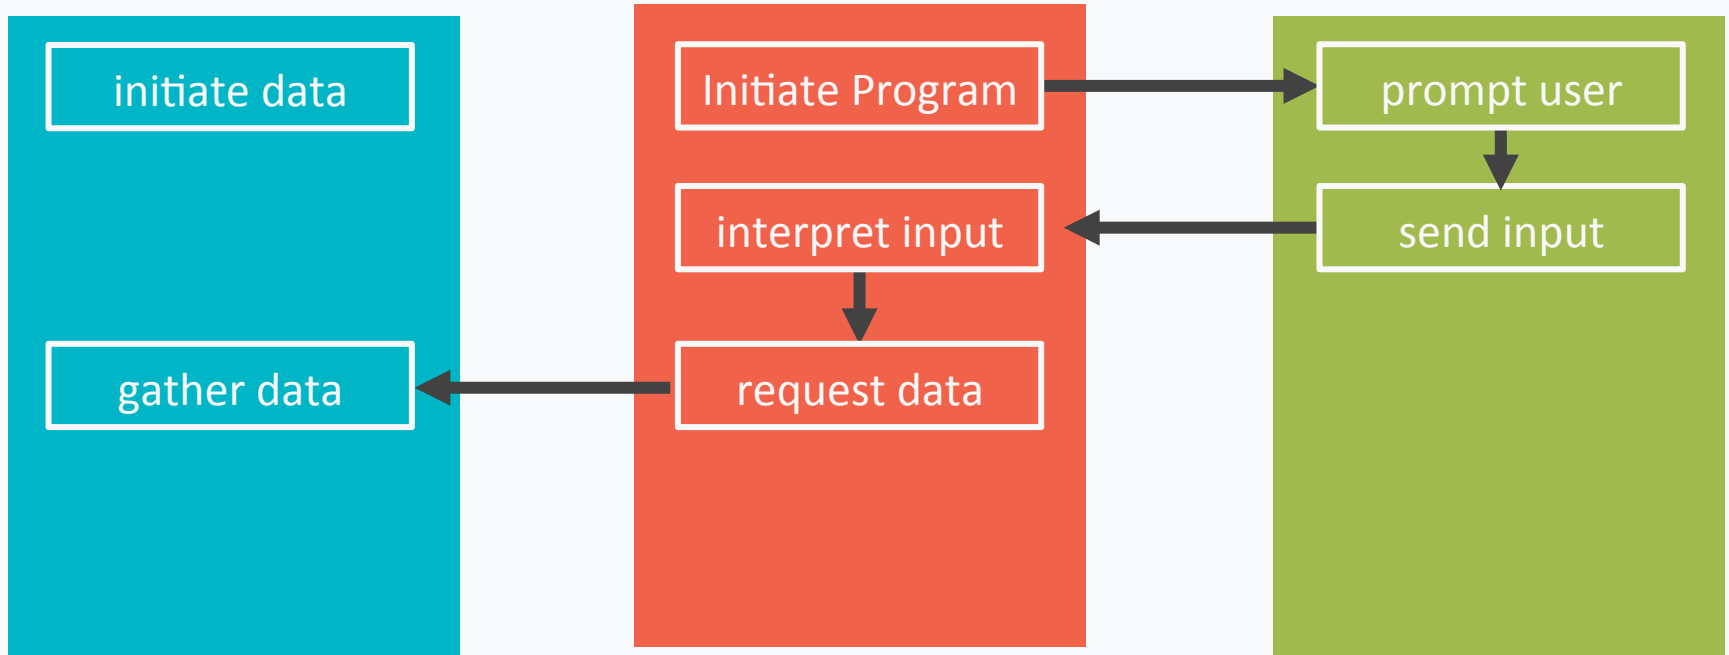 initiate data
Initiate Program
prompt user
interpret input
send input
gather data
request data